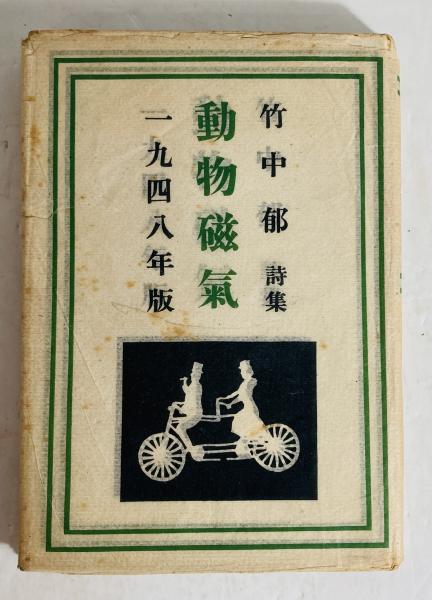 竹中郁 詩集
動物磁氣
一九四八年版